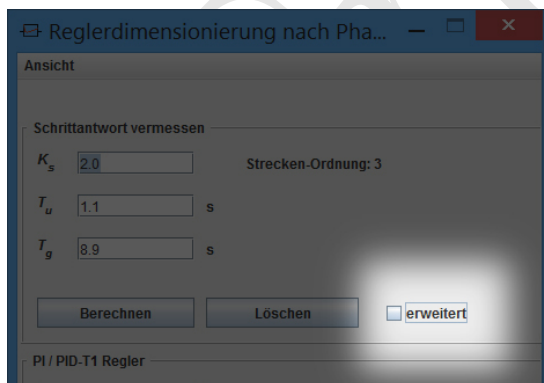 Reglerdimensionierung nach Pha...
Ansicht
Schrittantwort vermessen
Ks 2.0 Strecken-Ordnung: 3
Tu 1.1 s
Tg 8.9 s
Berechnen Löschen erweitert
PI / PID-T1 Regler